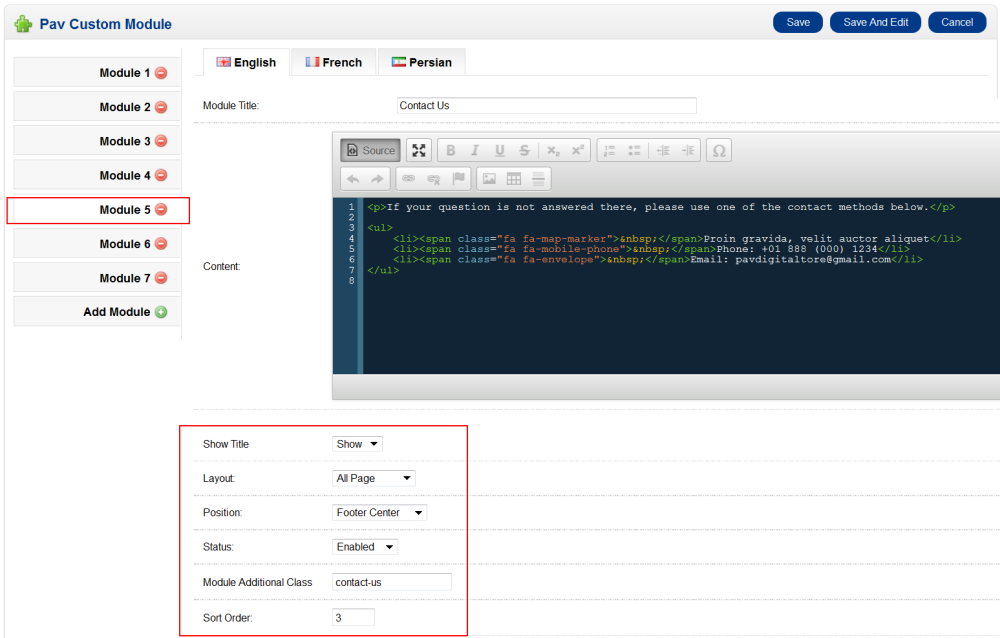 Pav Custom Module
Save
Save And Edit
Cancel
Module 1
Module 2
Module 3
Module 4
Module 5
Module 6
Module 7
Add Module
English
French
Persian
Module Title:
Contact Us
Content:
Source
B I U S x₂ x² Ω
1 <p>If your question is not answered there, please use one of the contact methods below.</p>
2
3 <ul>
4 <li><span class="fa fa-map-marker">&nbsp;</span>Proin gravida, velit auctor aliquet</li>
5 <li><span class="fa fa-mobile-phone">&nbsp;</span>Phone: +01 888 (000) 1234</li>
6 <li><span class="fa fa-envelope">&nbsp;</span>Email: pavdigitaltore@gmail.com</li>
7 </ul>
8
Show Title
Show
Layout:
All Page
Position:
Footer Center
Status:
Enabled
Module Additional Class
contact-us
Sort Order:
3